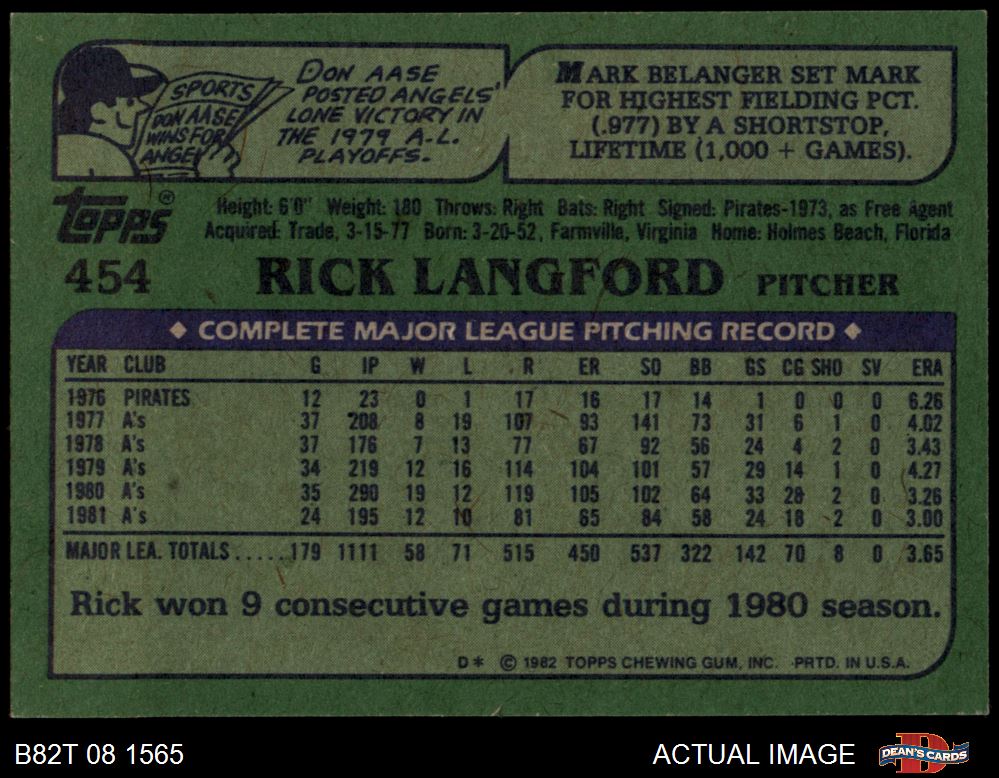 SPORTS
DON AASE
WINS FOR
ANGEL
DON AASE
POSTED ANGELS'
LONE VICTORY IN
THE 1979 A.L.
PLAYOFFS.
MARK BELANGER SET MARK
FOR HIGHEST FIELDING PCT.
(.977) BY A SHORTSTOP,
LIFETIME (1,000 + GAMES).
Topps®
Height: 6'0" Weight: 180 Throws: Right Bats: Right Signed: Pirates-1973, as Free Agent
Acquired: Trade, 3-15-77 Born: 3-20-52, Farmville, Virginia Home: Holmes Beach, Florida
454 RICK LANGFORD PITCHER
◆ COMPLETE MAJOR LEAGUE PITCHING RECORD ◆
YEAR CLUB G IP W L R ER SO BB GS CG SHO SV ERA
1976 PIRATES 12 23 0 1 17 16 17 14 1 0 0 0 6.26
1977 A's 37 208 8 19 107 93 141 73 31 6 1 0 4.02
1978 A's 37 176 7 13 77 67 92 56 24 4 2 0 3.43
1979 A's 34 219 12 16 114 104 101 57 29 14 1 0 4.27
1980 A's 35 290 19 12 119 105 102 64 33 28 2 0 3.26
1981 A's 24 195 12 10 81 65 84 58 24 18 2 0 3.00
MAJOR LEA. TOTALS ..... 179 1111 58 71 515 450 537 322 142 70 8 0 3.65
Rick won 9 consecutive games during 1980 season.
D* © 1982 TOPPS CHEWING GUM, INC. PRTD. IN U.S.A.
B82T 08 1565 ACTUAL IMAGE DEAN'S CARDS